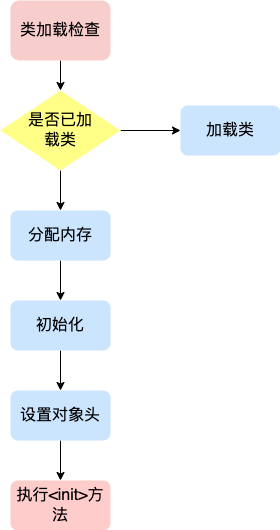 类加载检查
是否已加
载类
加载类
分配内存
初始化
设置对象头
执行<init>方
法